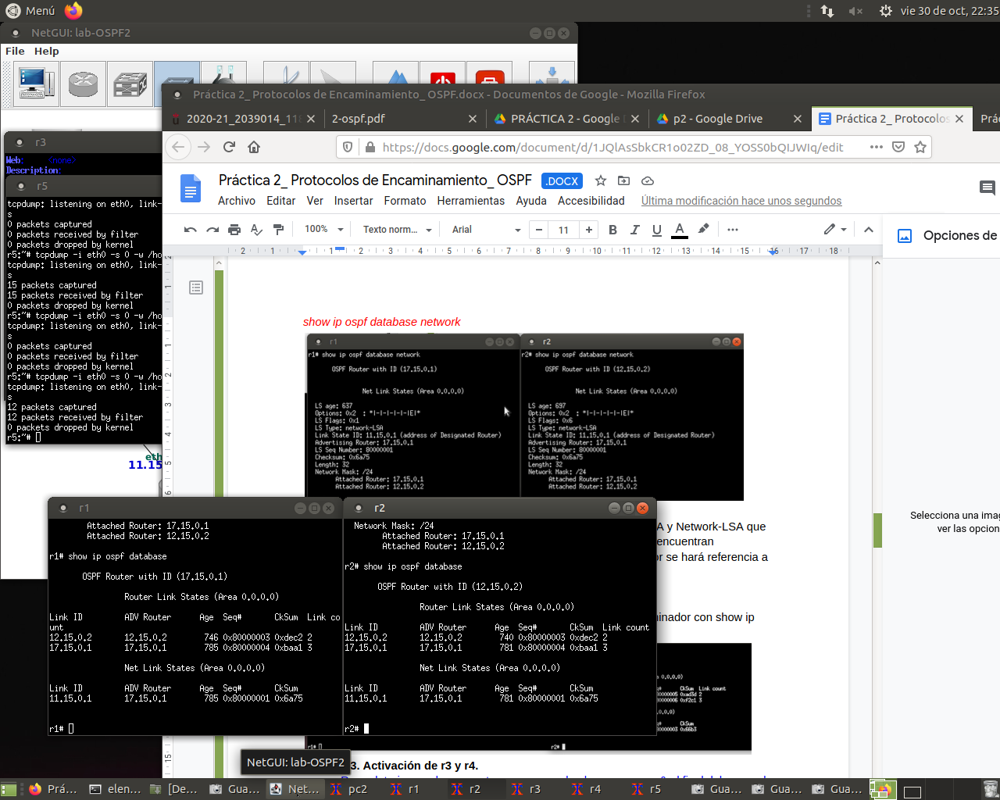 Menú
vie 30 de oct, 22:35
NetGUI: lab-OSPF2
File Help
Práctica 2_ Protocolos de Encaminamiento_ OSPF.docx - Documentos de Google - Mozilla Firefox
2020-21_2039014_11
2-ospf.pdf
PRÁCTICA 2 - Google
p2 - Google Drive
Práctica 2_ Protocolos
Prá
https://docs.google.com/document/d/1JQlAsSbkCR1o02ZD_08_YOSS0bQIJWIq/edit
Práctica 2_ Protocolos de Encaminamiento_ OSPF .DOCX
Archivo Editar Ver Insertar Formato Herramientas Ayuda Accesibilidad Última modificación hace unos segundos
100% Texto norm... Arial 11 B I U A
Opciones de
Selecciona una imag
ver las opcion
r3
Web: <none>
Description:
r5
tcpdump: listening on eth0, link-
s
0 packets captured
0 packets received by filter
0 packets dropped by kernel
r5:~# tcpdump -i eth0 -s 0 -w /ho
tcpdump: listening on eth0, link-
s
15 packets captured
15 packets received by filter
0 packets dropped by kernel
r5:~# tcpdump -i eth0 -s 0 -w /ho
tcpdump: listening on eth0, link-
s
0 packets captured
0 packets received by filter
0 packets dropped by kernel
r5:~# tcpdump -i eth0 -s 0 -w /ho
tcpdump: listening on eth0, link-
s
12 packets captured
12 packets received by filter
0 packets dropped by kernel
r5:~#
eth
11.15
show ip ospf database network
r1
r1# show ip ospf database network
OSPF Router with ID (17.15.0.1)
Net Link States (Area 0.0.0.0)
LS age: 637
Options: 0x2 : *|-|-|-|-|-|E|*
LS Flags: 0x1
LS Type: network-LSA
Link State ID: 11.15.0.1 (address of Designated Router)
Advertising Router: 17.15.0.1
LS Seq Number: 80000001
Checksum: 0x6a75
Length: 32
Network Mask: /24
Attached Router: 17.15.0.1
Attached Router: 12.15.0.2
r2
r2# show ip ospf database network
OSPF Router with ID (12.15.0.2)
Net Link States (Area 0.0.0.0)
LS age: 697
Options: 0x2 : *|-|-|-|-|-|E|*
LS Flags: 0x6
LS Type: network-LSA
Link State ID: 11.15.0.1 (address of Designated Router)
Advertising Router: 17.15.0.1
LS Seq Number: 80000001
Checksum: 0x6a75
Length: 32
Network Mask: /24
Attached Router: 17.15.0.1
Attached Router: 12.15.0.2
A y Network-LSA que
encuentran
or se hará referencia a
minador con show ip
r1
Attached Router: 17.15.0.1
Attached Router: 12.15.0.2
r1# show ip ospf database
OSPF Router with ID (17.15.0.1)
Router Link States (Area 0.0.0.0)
Link ID ADV Router Age Seq# CkSum Link co
unt
12.15.0.2 12.15.0.2 746 0x80000003 0xdec2 2
17.15.0.1 17.15.0.1 785 0x80000004 0xbaa1 3
Net Link States (Area 0.0.0.0)
Link ID ADV Router Age Seq# CkSum
11.15.0.1 17.15.0.1 785 0x80000001 0x6a75
r1#
r2
Network Mask: /24
Attached Router: 17.15.0.1
Attached Router: 12.15.0.2
r2# show ip ospf database
OSPF Router with ID (12.15.0.2)
Router Link States (Area 0.0.0.0)
Link ID ADV Router Age Seq# CkSum Link count
12.15.0.2 12.15.0.2 740 0x80000003 0xdec2 2
17.15.0.1 17.15.0.1 781 0x80000004 0xbaa1 3
Net Link States (Area 0.0.0.0)
Link ID ADV Router Age Seq# CkSum
11.15.0.1 17.15.0.1 781 0x80000001 0x6a75
r2#
CkSum Link count
r1# r2#
3. Activación de r3 y r4.
NetGUI: lab-OSPF2
Prá... elen... [De... Gua... Net... pc2 r1 r2 r3 r4 r5 Gua... Gua... Gua...